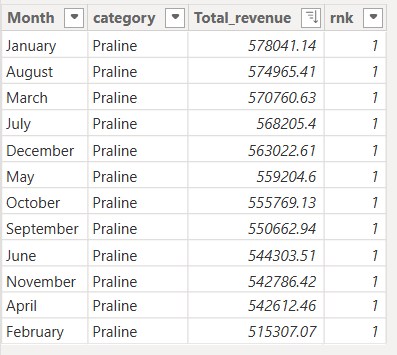 Month category Total_revenue rnk
January Praline 578041.14 1
August Praline 574965.41 1
March Praline 570760.63 1
July Praline 568205.4 1
December Praline 563022.61 1
May Praline 559204.6 1
October Praline 555769.13 1
September Praline 550662.94 1
June Praline 544303.51 1
November Praline 542786.42 1
April Praline 542612.46 1
February Praline 515307.07 1